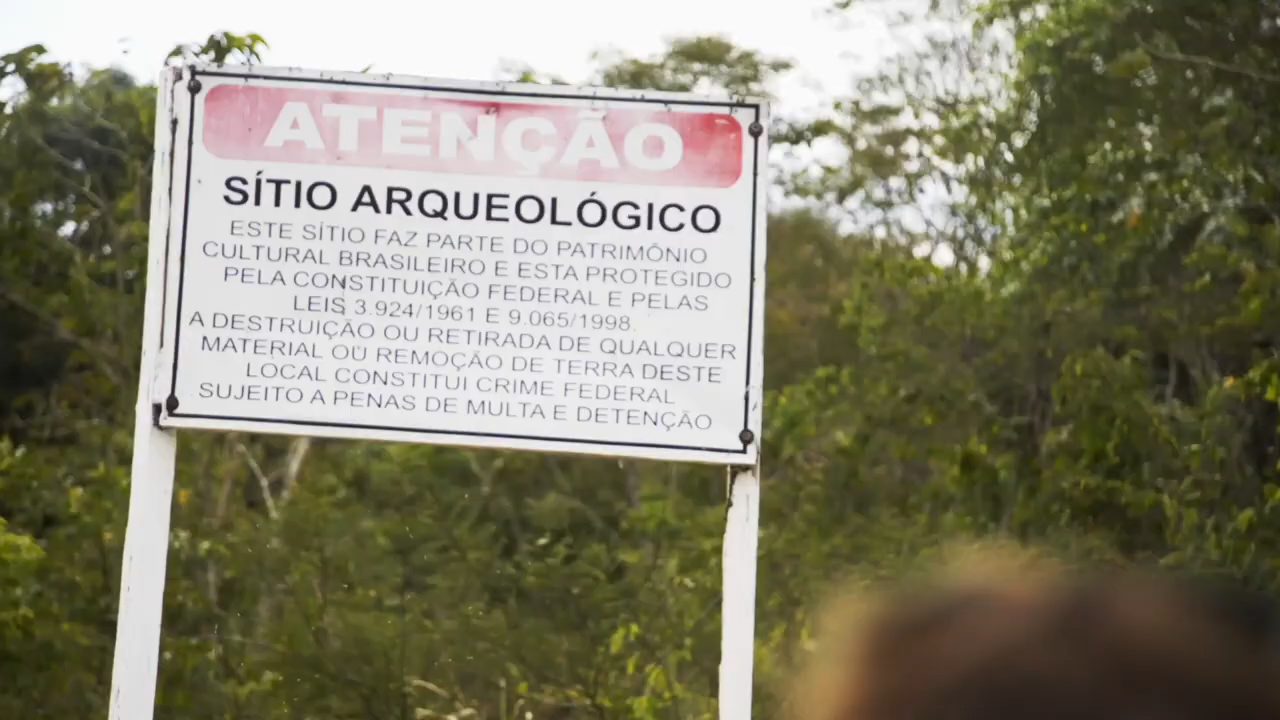 ATENÇÃO
SÍTIO ARQUEOLÓGICO
ESTE SÍTIO FAZ PARTE DO PATRIMÔNIO
CULTURAL BRASILEIRO E ESTA PROTEGIDO
PELA CONSTITUIÇÃO FEDERAL E PELAS
LEIS 3.924/1961 E 9.065/1998.
A DESTRUIÇÃO OU RETIRADA DE QUALQUER
MATERIAL OU REMOÇÃO DE TERRA DESTE
LOCAL CONSTITUI CRIME FEDERAL
SUJEITO A PENAS DE MULTA E DETENÇÃO